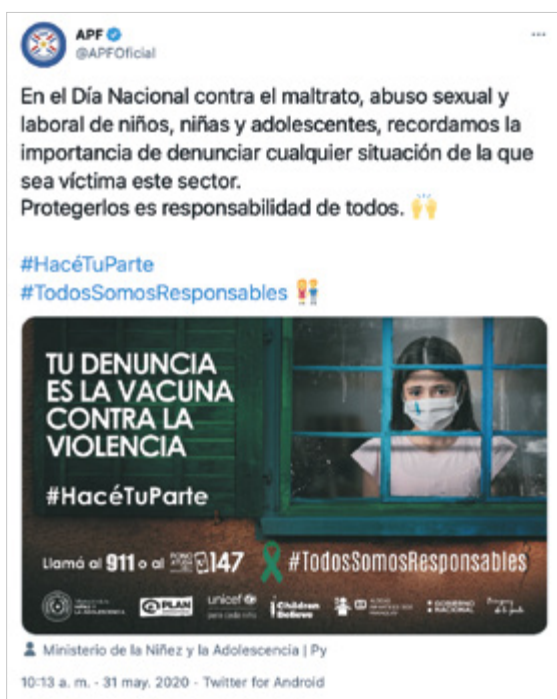 APF
@APFOficial
En el Día Nacional contra el maltrato, abuso sexual y
laboral de niños, niñas y adolescentes, recordamos la
importancia de denunciar cualquier situación de la que
sea víctima este sector.
Protegerlos es responsabilidad de todos. 🙌
#HacéTuParte
#TodosSomosResponsables 👫
TU DENUNCIA
ES LA VACUNA
CONTRA LA
VIOLENCIA
#HacéTuParte
Llamá al 911 o al 147
#TodosSomosResponsables
PLAN
unicef
para cada niño
Children
Believe
GOBIERNO
NACIONAL
Ministerio de la Niñez y la Adolescencia | Py
10:13 a. m. - 31 may. 2020 - Twitter for Android